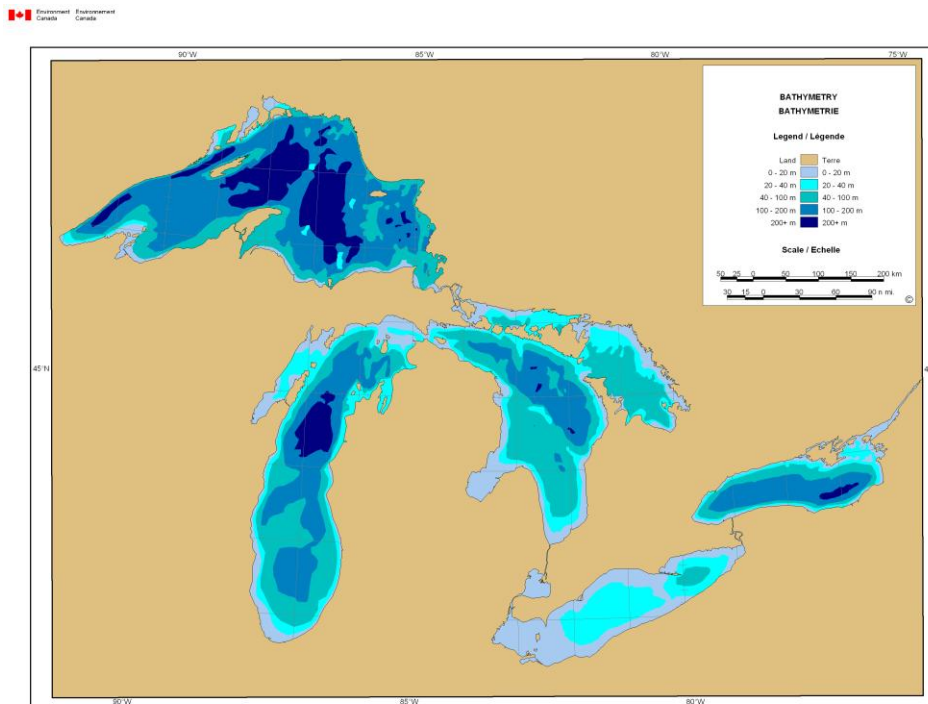 Environment Environnement
Canada Canada
90°W 85°W 80°W 75°W
BATHYMETRY
BATHYMETRIE
Legend / Légende
Land Terre
0 - 20 m 0 - 20 m
20 - 40 m 20 - 40 m
40 - 100 m 40 - 100 m
100 - 200 m 100 - 200 m
200+ m 200+ m
Scale / Echelle
50 25 0 50 100 150 200 km
30 15 0 30 60 90 n mi.
©
45°N 4
90°W 85°W 80°W